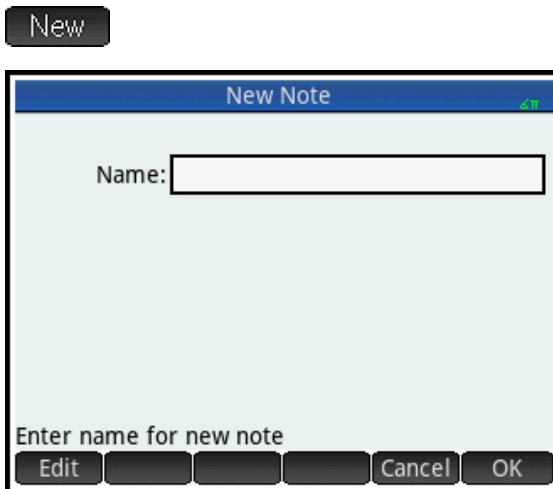 New
New Note
∡π
Name:
Enter name for new note
Edit Cancel OK